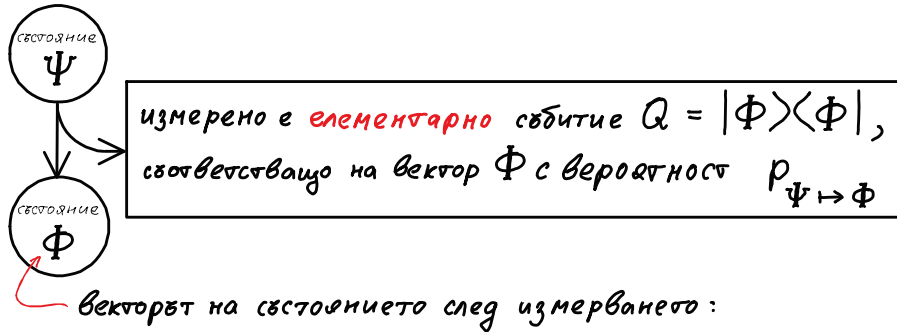 състояние
Ψ
измерено е елементарно събитие Q = |Φ⟩⟨Φ|,
съответстващо на вектор Φ с вероятност p_{Ψ↦Φ}
състояние
Φ
векторът на състоянието след измерването: